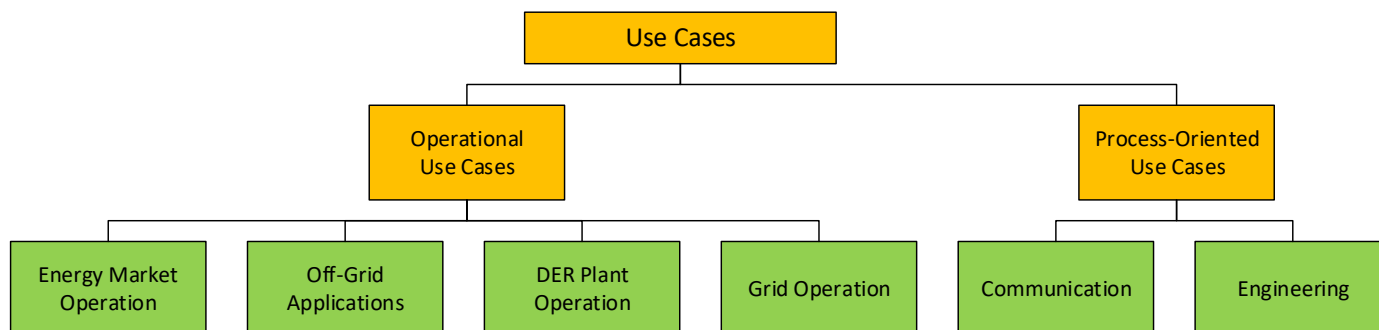 Use Cases
Operational
Use Cases
Process-Oriented
Use Cases
Energy Market
Operation
Off-Grid
Applications
DER Plant
Operation
Grid Operation
Communication
Engineering